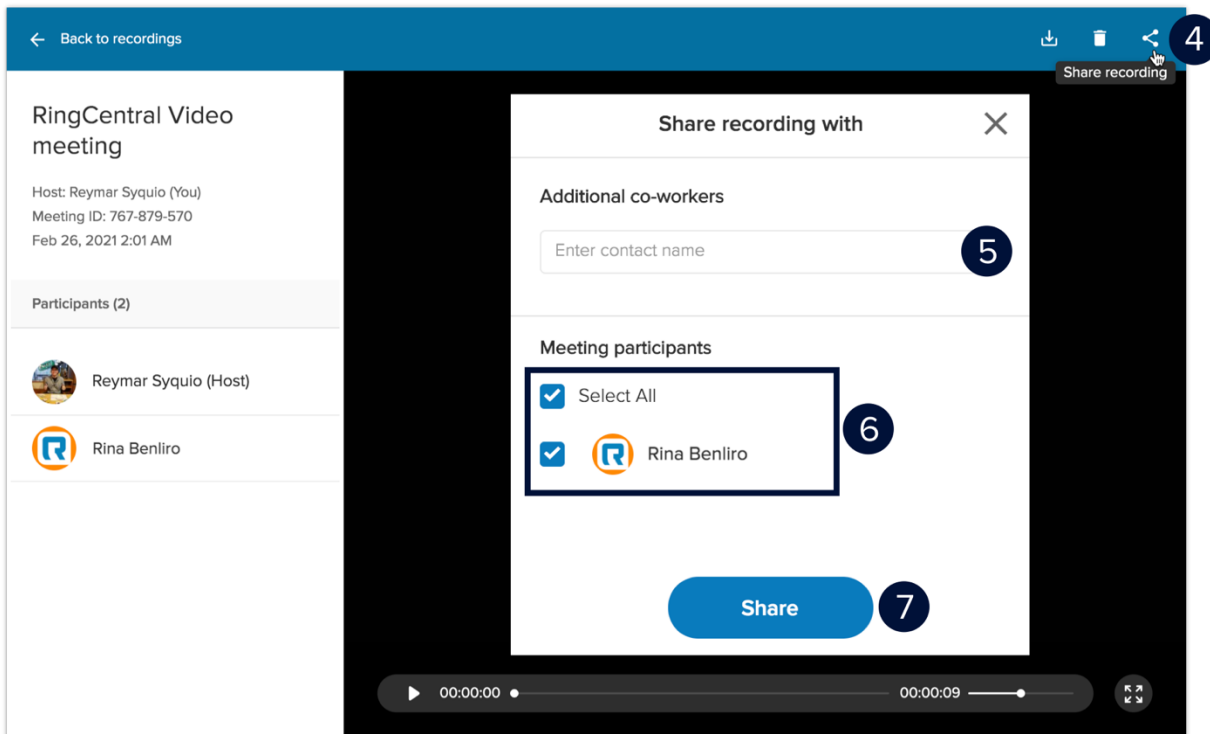 Back to recordings
4
Share recording
RingCentral Video
meeting
Host: Reymar Syquio (You)
Meeting ID: 767-879-570
Feb 26, 2021 2:01 AM
Participants (2)
Reymar Syquio (Host)
Rina Benliro
Share recording with
Additional co-workers
Enter contact name
5
Meeting participants
Select All
Rina Benliro
6
Share
7
00:00:00
00:00:09